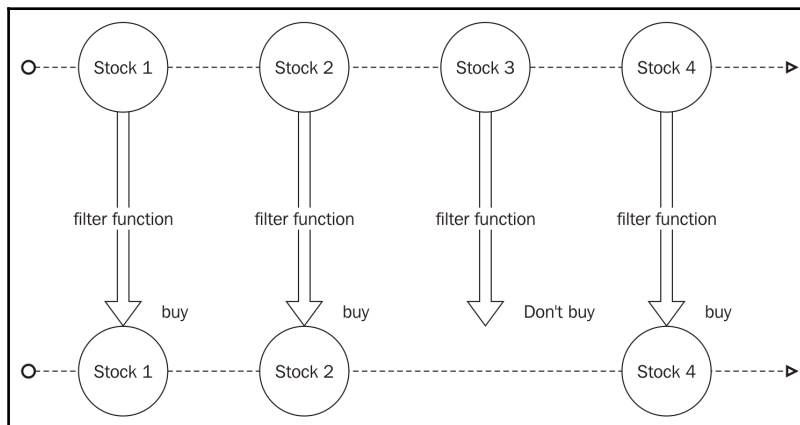 Stock 1 Stock 2 Stock 3 Stock 4
filter function filter function filter function filter function
buy buy Don't buy buy
Stock 1 Stock 2 Stock 4